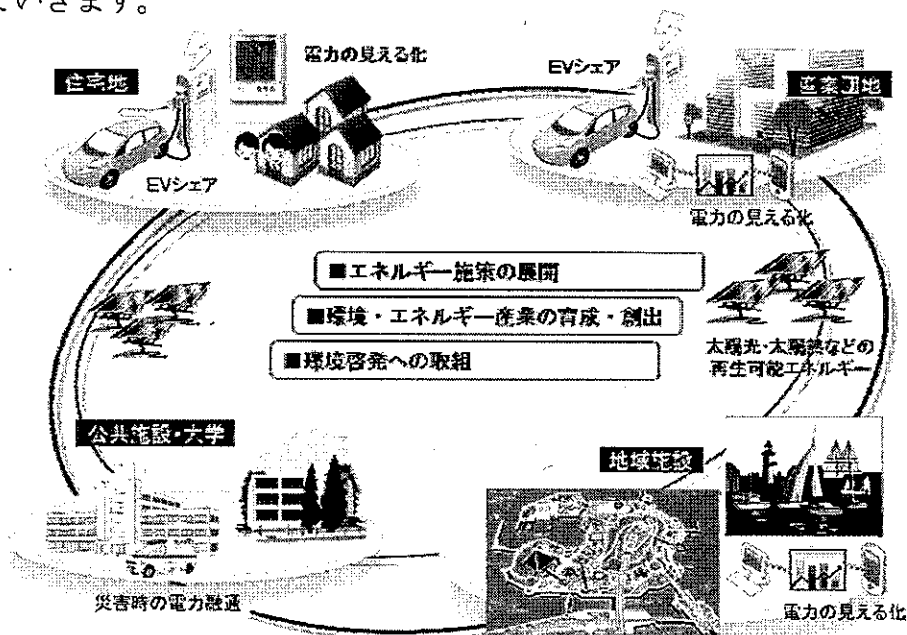 ていきます。
住宅地
電力の見える化
EVシェア
EVシェア
産業団地
電力の見える化
■エネルギー施策の展開
■環境・エネルギー産業の育成・創出
■環境啓発への取組
太陽光・太陽熱などの
再生可能エネルギー
公共施設・大学
災害時の電力融通
地域施設
電力の見える化